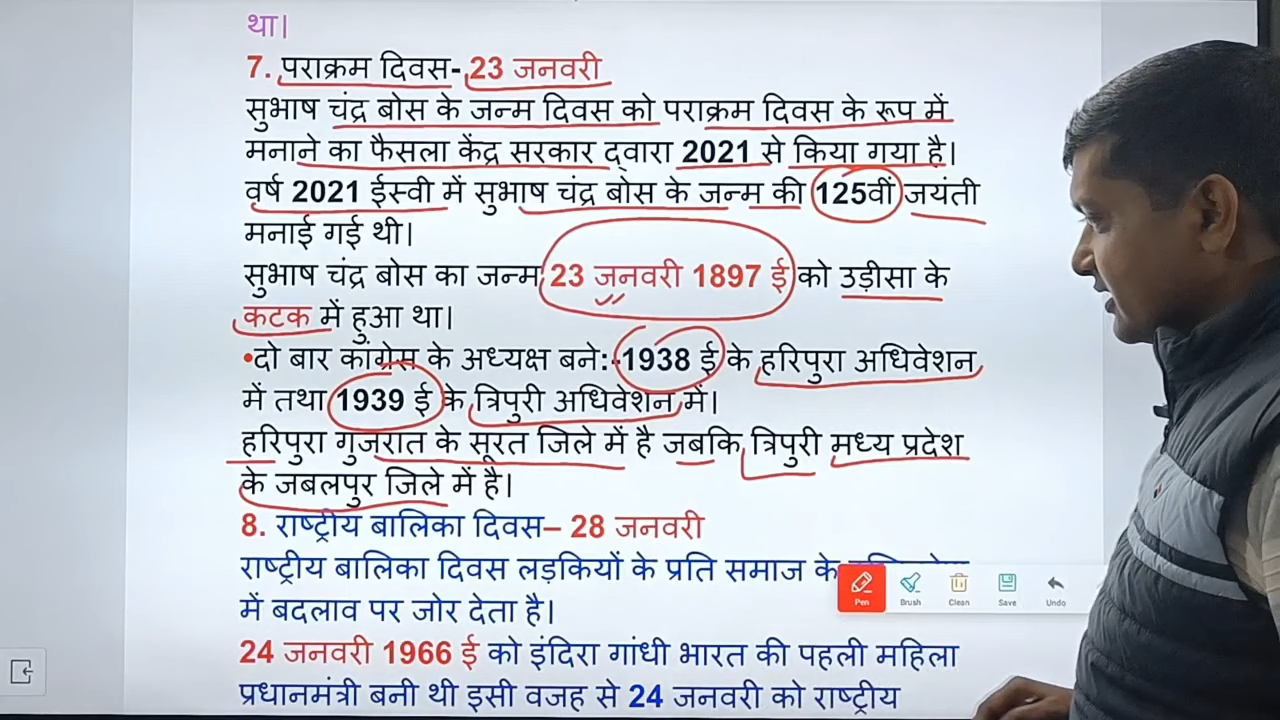 था।
7. पराक्रम दिवस- 23 जनवरी
सुभाष चंद्र बोस के जन्म दिवस को पराक्रम दिवस के रूप में
मनाने का फैसला केंद्र सरकार द्वारा 2021 से किया गया है।
वर्ष 2021 ईस्वी में सुभाष चंद्र बोस के जन्म की 125वीं जयंती
मनाई गई थी।
सुभाष चंद्र बोस का जन्म 23 जनवरी 1897 ई को उड़ीसा के
कटक में हुआ था।
•दो बार कांग्रेस के अध्यक्ष बने:-1938 ई के हरिपुरा अधिवेशन
में तथा 1939 ई के त्रिपुरी अधिवेशन में।
हरिपुरा गुजरात के सूरत जिले में है जबकि त्रिपुरी मध्य प्रदेश
के जबलपुर जिले में है।
8. राष्ट्रीय बालिका दिवस– 28 जनवरी
राष्ट्रीय बालिका दिवस लड़कियों के प्रति समाज के
में बदलाव पर जोर देता है।
Pen Brush Clean Save Undo
24 जनवरी 1966 ई को इंदिरा गांधी भारत की पहली महिला
प्रधानमंत्री बनी थी इसी वजह से 24 जनवरी को राष्ट्रीय